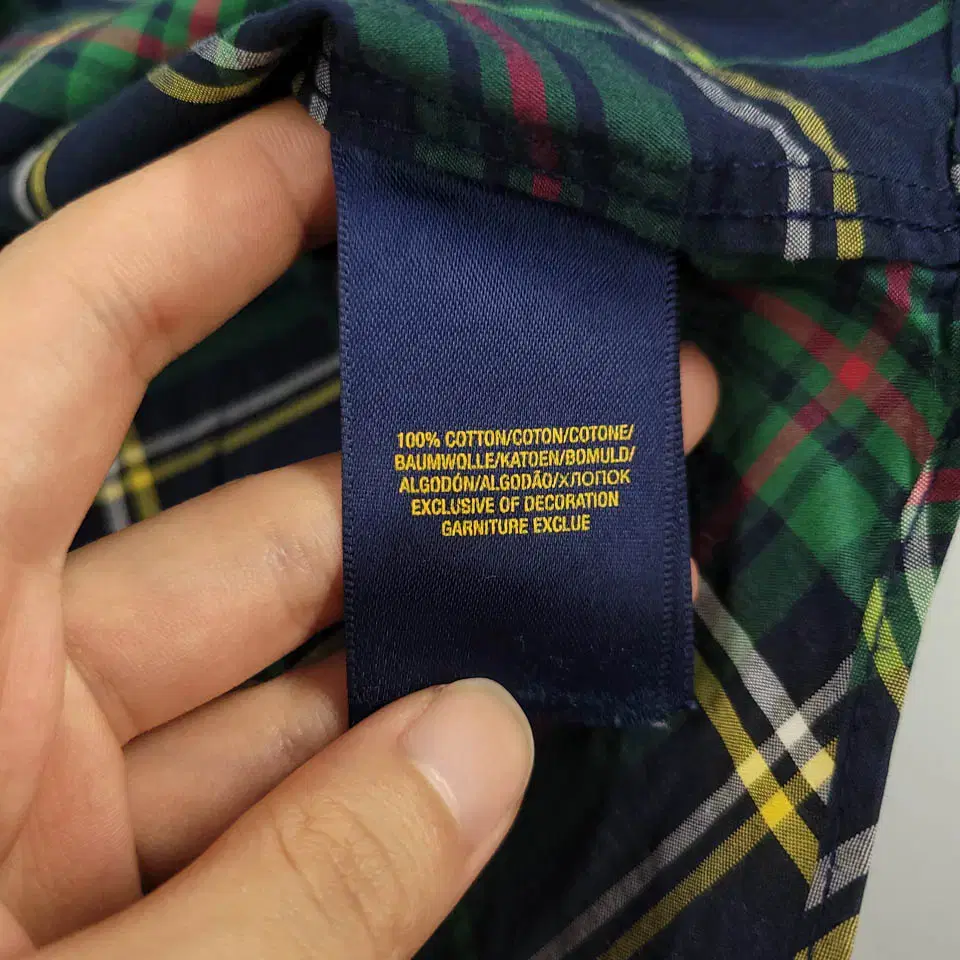 100% COTTON/COTON/COTONE/
BAUMWOLLE/KATOEN/BOMULD/
ALGODÓN/ALGODÃO/ХЛОПОК
EXCLUSIVE OF DECORATION
GARNITURE EXCLUE